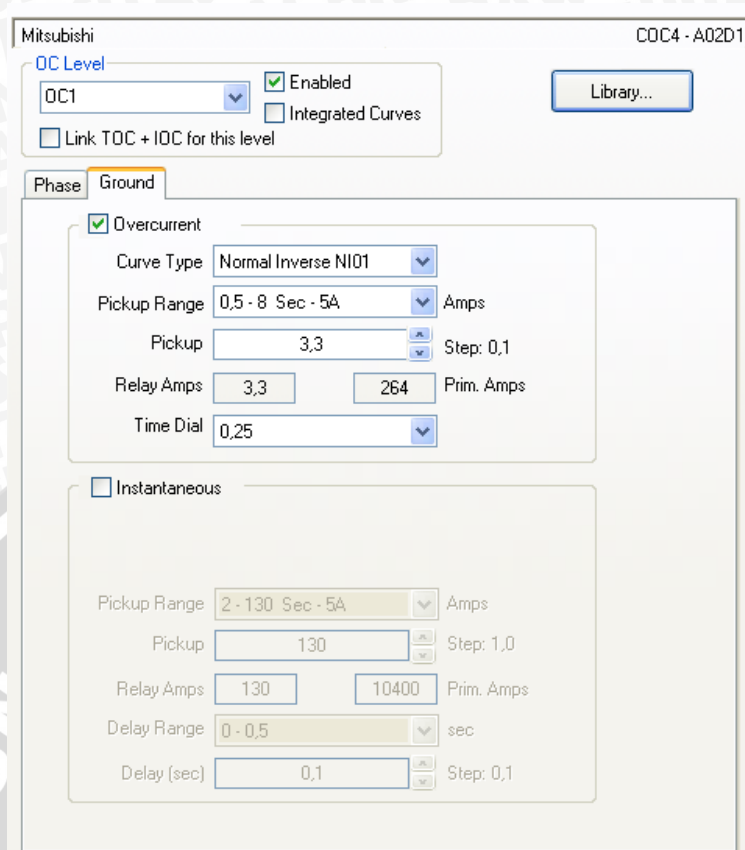 Mitsubishi COC4 - A02D1
OC Level
OC1
Enabled
Integrated Curves
Link TOC + IOC for this level
Library...
Phase Ground
Overcurrent
Curve Type Normal Inverse NI01
Pickup Range 0,5 - 8 Sec - 5A Amps
Pickup 3,3 Step: 0,1
Relay Amps 3,3 264 Prim. Amps
Time Dial 0,25
Instantaneous
Pickup Range 2 - 130 Sec - 5A Amps
Pickup 130 Step: 1,0
Relay Amps 130 10400 Prim. Amps
Delay Range 0 - 0,5 sec
Delay (sec) 0,1 Step: 0,1